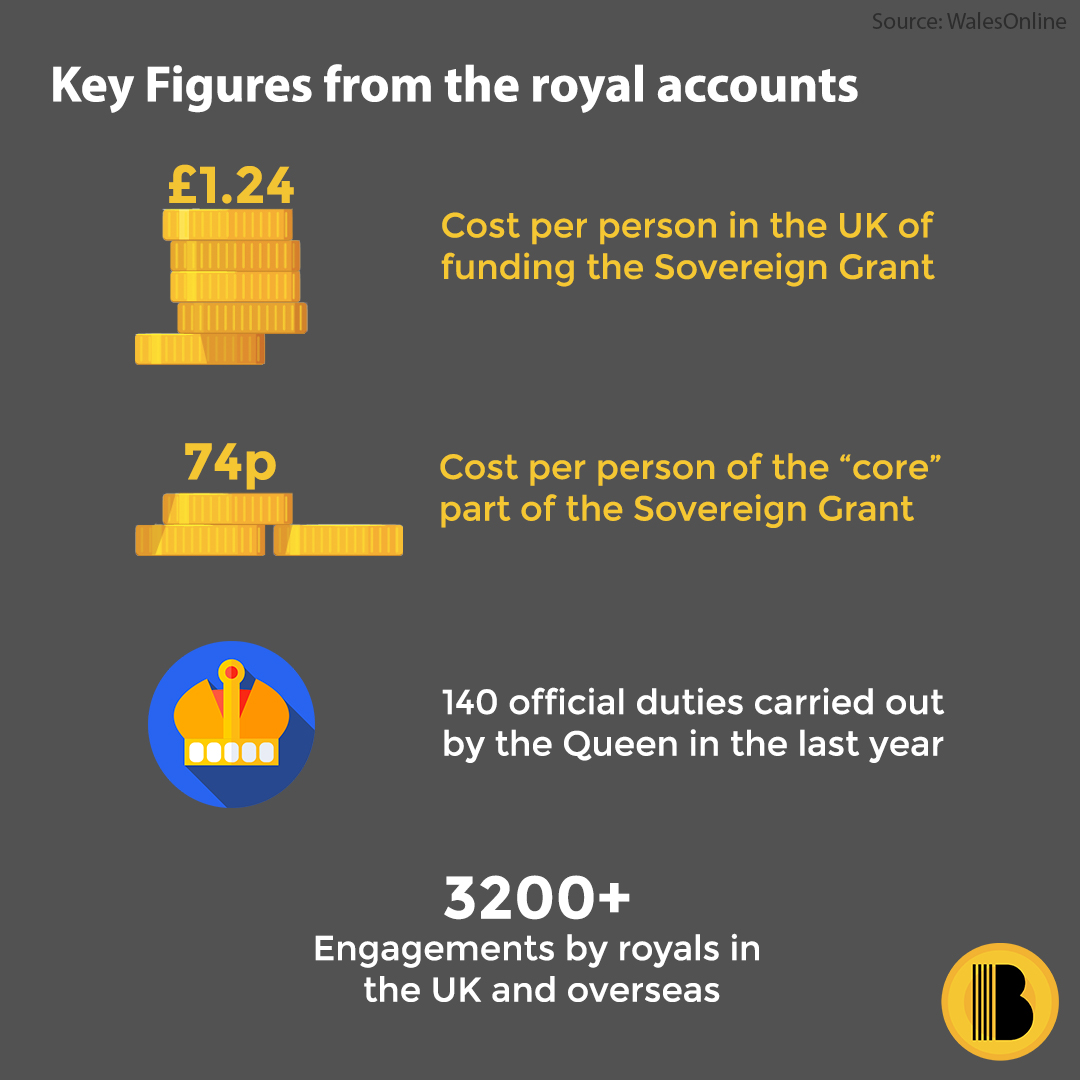 Source: WalesOnline
Key Figures from the royal accounts
£1.24
Cost per person in the UK of
funding the Sovereign Grant
74p
Cost per person of the “core”
part of the Sovereign Grant
140 official duties carried out
by the Queen in the last year
3200+
Engagements by royals in
the UK and overseas
B